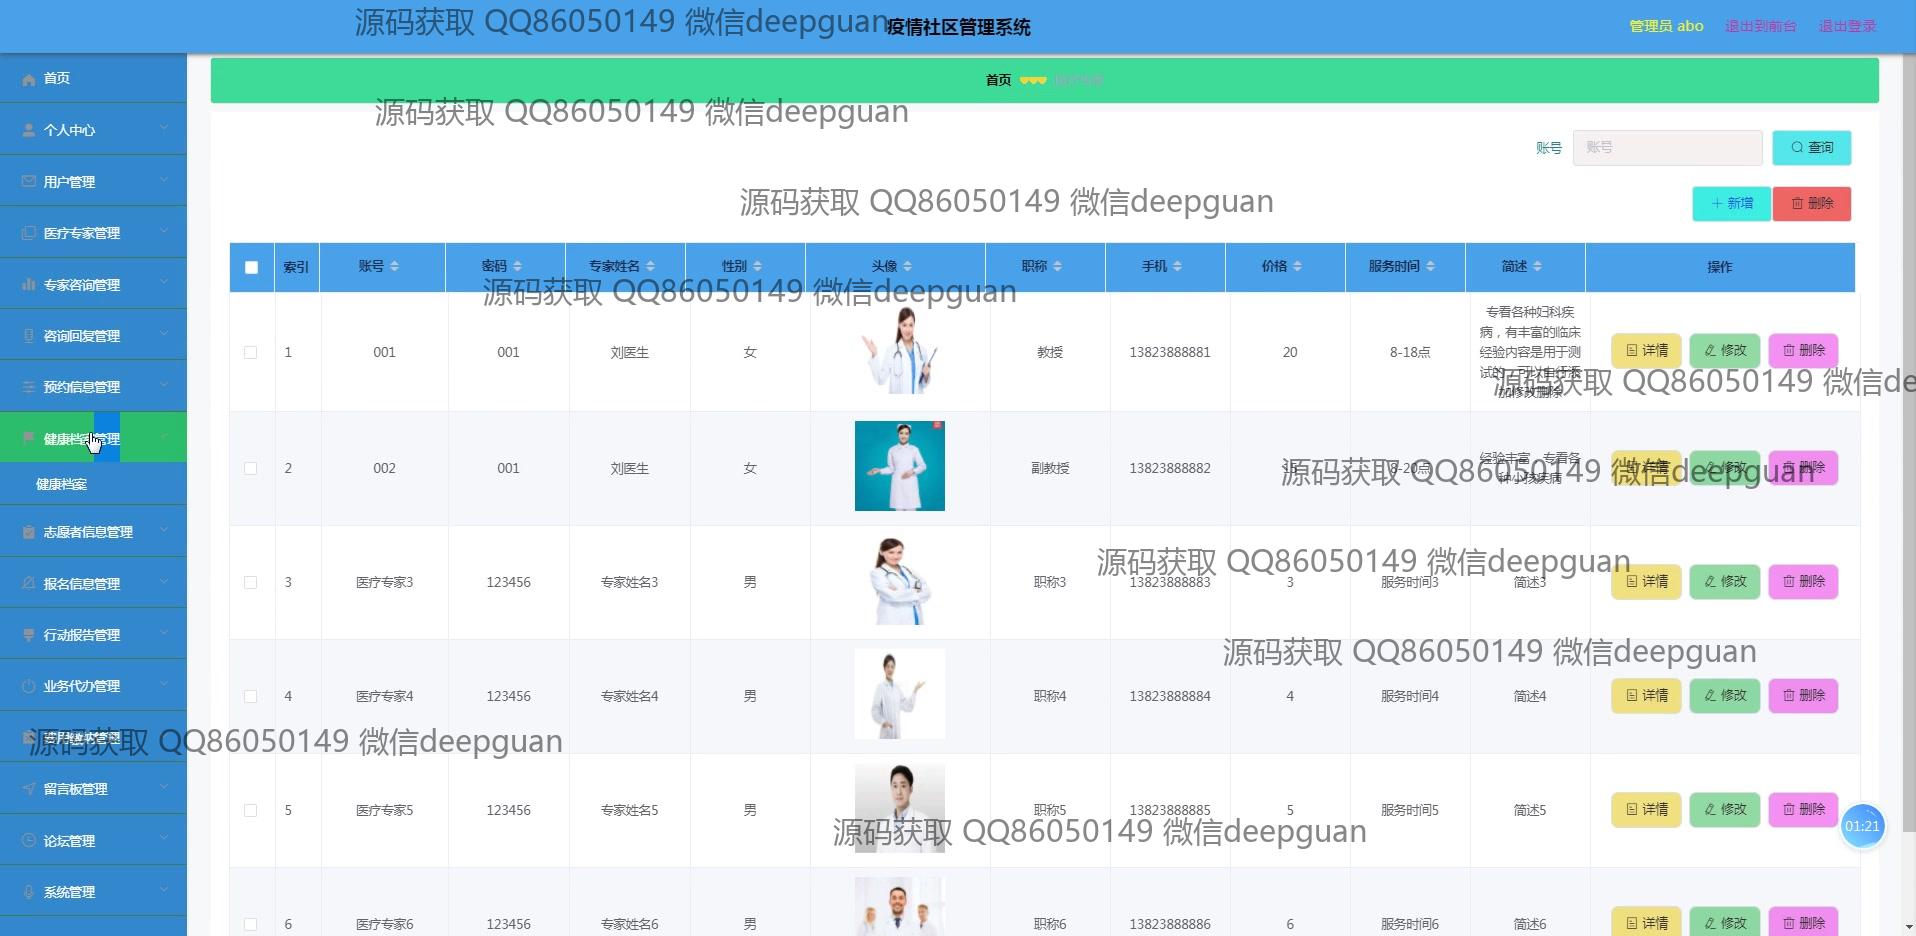 源码获取 QQ86050149 微信deepguan
疫情社区管理系统
管理员 abo 退出到前台 退出登录
首页
首页
源码获取 QQ86050149 微信deepguan
个人中心
账号 账号 查询
用户管理
源码获取 QQ86050149 微信deepguan
新增 删除
医疗专家管理
索引 账号 密码 专家姓名 性别 头像 职称 手机 价格 服务时间 简述 操作
专家咨询管理
源码获取 QQ86050149 微信deepguan
咨询回复管理
1 001 001 刘医生 女 教授 13823888881 20 8-18点
专看各种妇科疾
病，有丰富的临床
经验内容是用于测
试的，可以自行添
加修改删除
详情 修改 删除
源码获取 QQ86050149 微信de
预约信息管理
健康档案管理
健康档案
2 002 001 刘医生 女 副教授 13823888882 15 8-20点
经验丰富，专看各
种小孩疾病
详情 修改 删除
源码获取 QQ86050149 微信deepguan
志愿者信息管理
源码获取 QQ86050149 微信deepguan
报名信息管理
3 医疗专家3 123456 专家姓名3 男 职称3 13823888883 3 服务时间3 简述3 详情 修改 删除
行动报告管理
源码获取 QQ86050149 微信deepguan
业务代办管理
4 医疗专家4 123456 专家姓名4 男 职称4 13823888884 4 服务时间4 简述4 详情 修改 删除
源码获取 QQ86050149 微信deepguan
留言板管理
5 医疗专家5 123456 专家姓名5 男 职称5 13823888885 5 服务时间5 简述5 详情 修改 删除
01:21
源码获取 QQ86050149 微信deepguan
论坛管理
系统管理
6 医疗专家6 123456 专家姓名6 男 职称6 13823888886 6 服务时间6 简述6 详情 修改 删除